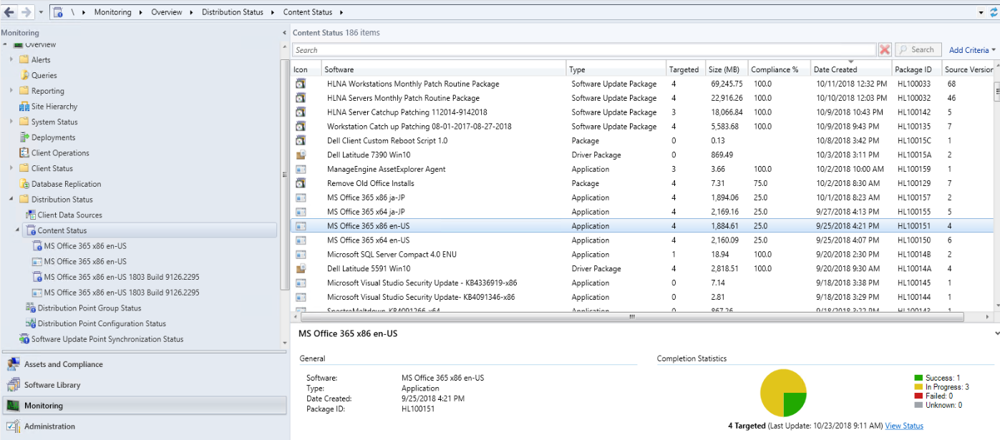 \ Monitoring Overview Distribution Status Content Status
Monitoring
Overview
Alerts
Queries
Reporting
Site Hierarchy
System Status
Deployments
Client Operations
Client Status
Database Replication
Distribution Status
Client Data Sources
Content Status
MS Office 365 x86 en-US
MS Office 365 x86 en-US
MS Office 365 x86 en-US 1803 Build 9126.2295
MS Office 365 x86 en-US 1803 Build 9126.2295
Distribution Point Group Status
Distribution Point Configuration Status
Software Update Point Synchronization Status
Assets and Compliance
Software Library
Monitoring
Administration
Content Status 186 items
Search Search Add Criteria
Icon Software Type Targeted Size (MB) Compliance % Date Created Package ID Source Version
HLNA Workstations Monthly Patch Routine Package Software Update Package 4 69,245.75 100.0 10/11/2018 12:32 PM HL100033 68
HLNA Servers Monthly Patch Routine Package Software Update Package 4 22,916.26 100.0 10/10/2018 12:03 PM HL100032 46
HLNA Server Catchup Patching 112014-9142018 Software Update Package 3 18,066.84 100.0 10/9/2018 10:43 PM HL100142 5
Workstation Catch up Patching 08-01-2017-08-27-2018 Software Update Package 4 5,583.68 100.0 10/9/2018 9:43 PM HL100135 7
Dell Client Custom Reboot Script 1.0 Package 0 0.13 10/8/2018 3:42 PM HL10015C 1
Dell Latitude 7390 Win10 Driver Package 0 869.49 10/3/2018 3:11 PM HL10015A 2
ManageEngine AssetExplorer Agent Application 3 3.66 100.0 10/2/2018 10:00 AM HL100159 1
Remove Old Office Installs Package 4 7.31 75.0 10/2/2018 8:30 AM HL100129 7
MS Office 365 x86 ja-JP Application 4 1,894.06 25.0 10/1/2018 8:23 AM HL100157 2
MS Office 365 x64 ja-JP Application 4 2,169.16 25.0 9/27/2018 4:13 PM HL100155 5
MS Office 365 x86 en-US Application 4 1,884.61 25.0 9/25/2018 4:21 PM HL100151 4
MS Office 365 x64 en-US Application 4 2,160.09 25.0 9/25/2018 4:07 PM HL100150 6
Microsoft SQL Server Compact 4.0 ENU Application 1 18.94 100.0 9/20/2018 2:30 PM HL10014B 2
Dell Latitude 5591 Win10 Driver Package 4 2,818.51 100.0 9/20/2018 9:30 AM HL10014A 4
Microsoft Visual Studio Security Update - KB4336919-x86 Application 0 7.14 9/18/2018 3:38 PM HL100145 1
Microsoft Visual Studio Security Update- KB4091346-x86 Application 0 2.81 9/18/2018 3:29 PM HL100144 1
SpectreMeltdown-KB4091266-x64 Application 0 867.26 9/18/2018 3:22 PM HL100143 1
MS Office 365 x86 en-US
General
Software: MS Office 365 x86 en-US
Type: Application
Date Created: 9/25/2018 4:21 PM
Package ID: HL100151
Completion Statistics
Success: 1
In Progress: 3
Failed: 0
Unknown: 0
4 Targeted (Last Update: 10/23/2018 9:11 AM) View Status